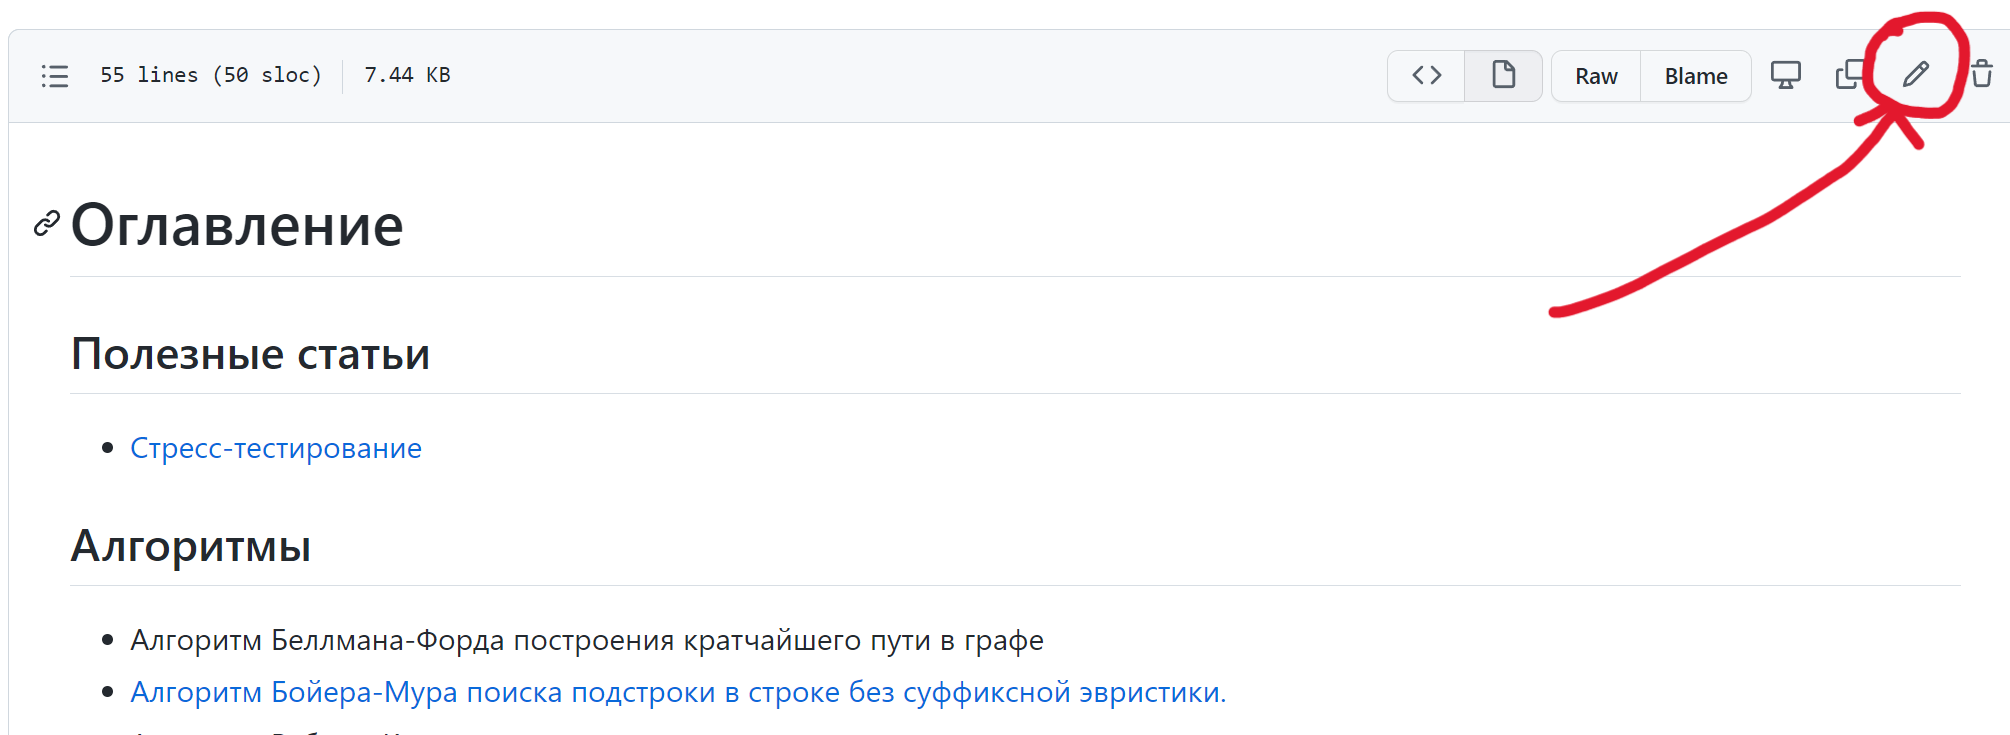 55 lines (50 sloc) 7.44 KB Raw Blame
Оглавление
Полезные статьи
Стресс-тестирование
Алгоритмы
Алгоритм Беллмана-Форда построения кратчайшего пути в графе
Алгоритм Бойера-Мура поиска подстроки в строке без суффиксной эвристики.